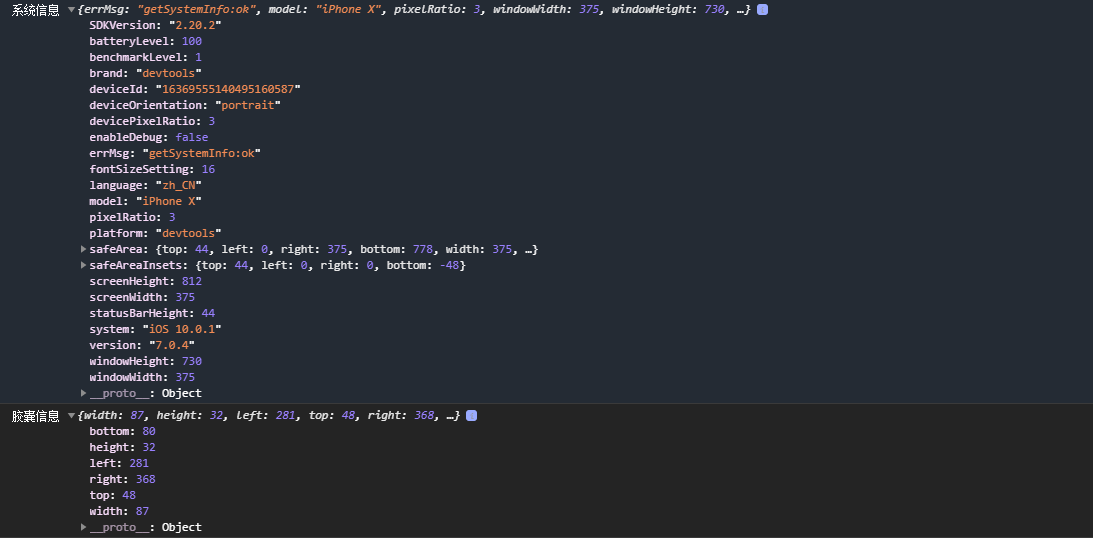 系统信息 {errMsg: "getSystemInfo:ok", model: "iPhone X", pixelRatio: 3, windowWidth: 375, windowHeight: 730, …}
SDKVersion: "2.20.2"
batteryLevel: 100
benchmarkLevel: 1
brand: "devtools"
deviceId: "16369555140495160587"
deviceOrientation: "portrait"
devicePixelRatio: 3
enableDebug: false
errMsg: "getSystemInfo:ok"
fontSizeSetting: 16
language: "zh_CN"
model: "iPhone X"
pixelRatio: 3
platform: "devtools"
safeArea: {top: 44, left: 0, right: 375, bottom: 778, width: 375, …}
safeAreaInsets: {top: 44, left: 0, right: 0, bottom: -48}
screenHeight: 812
screenWidth: 375
statusBarHeight: 44
system: "iOS 10.0.1"
version: "7.0.4"
windowHeight: 730
windowWidth: 375
__proto__: Object
胶囊信息 {width: 87, height: 32, left: 281, top: 48, right: 368, …}
bottom: 80
height: 32
left: 281
right: 368
top: 48
width: 87
__proto__: Object